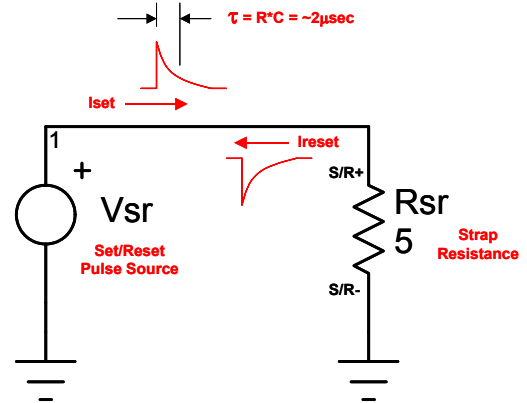 τ = R*C = ~2μsec
Iset
Ireset
1
+
S/R+
Vsr
Rsr
5
Set/Reset
Pulse Source
Strap
Resistance
S/R-